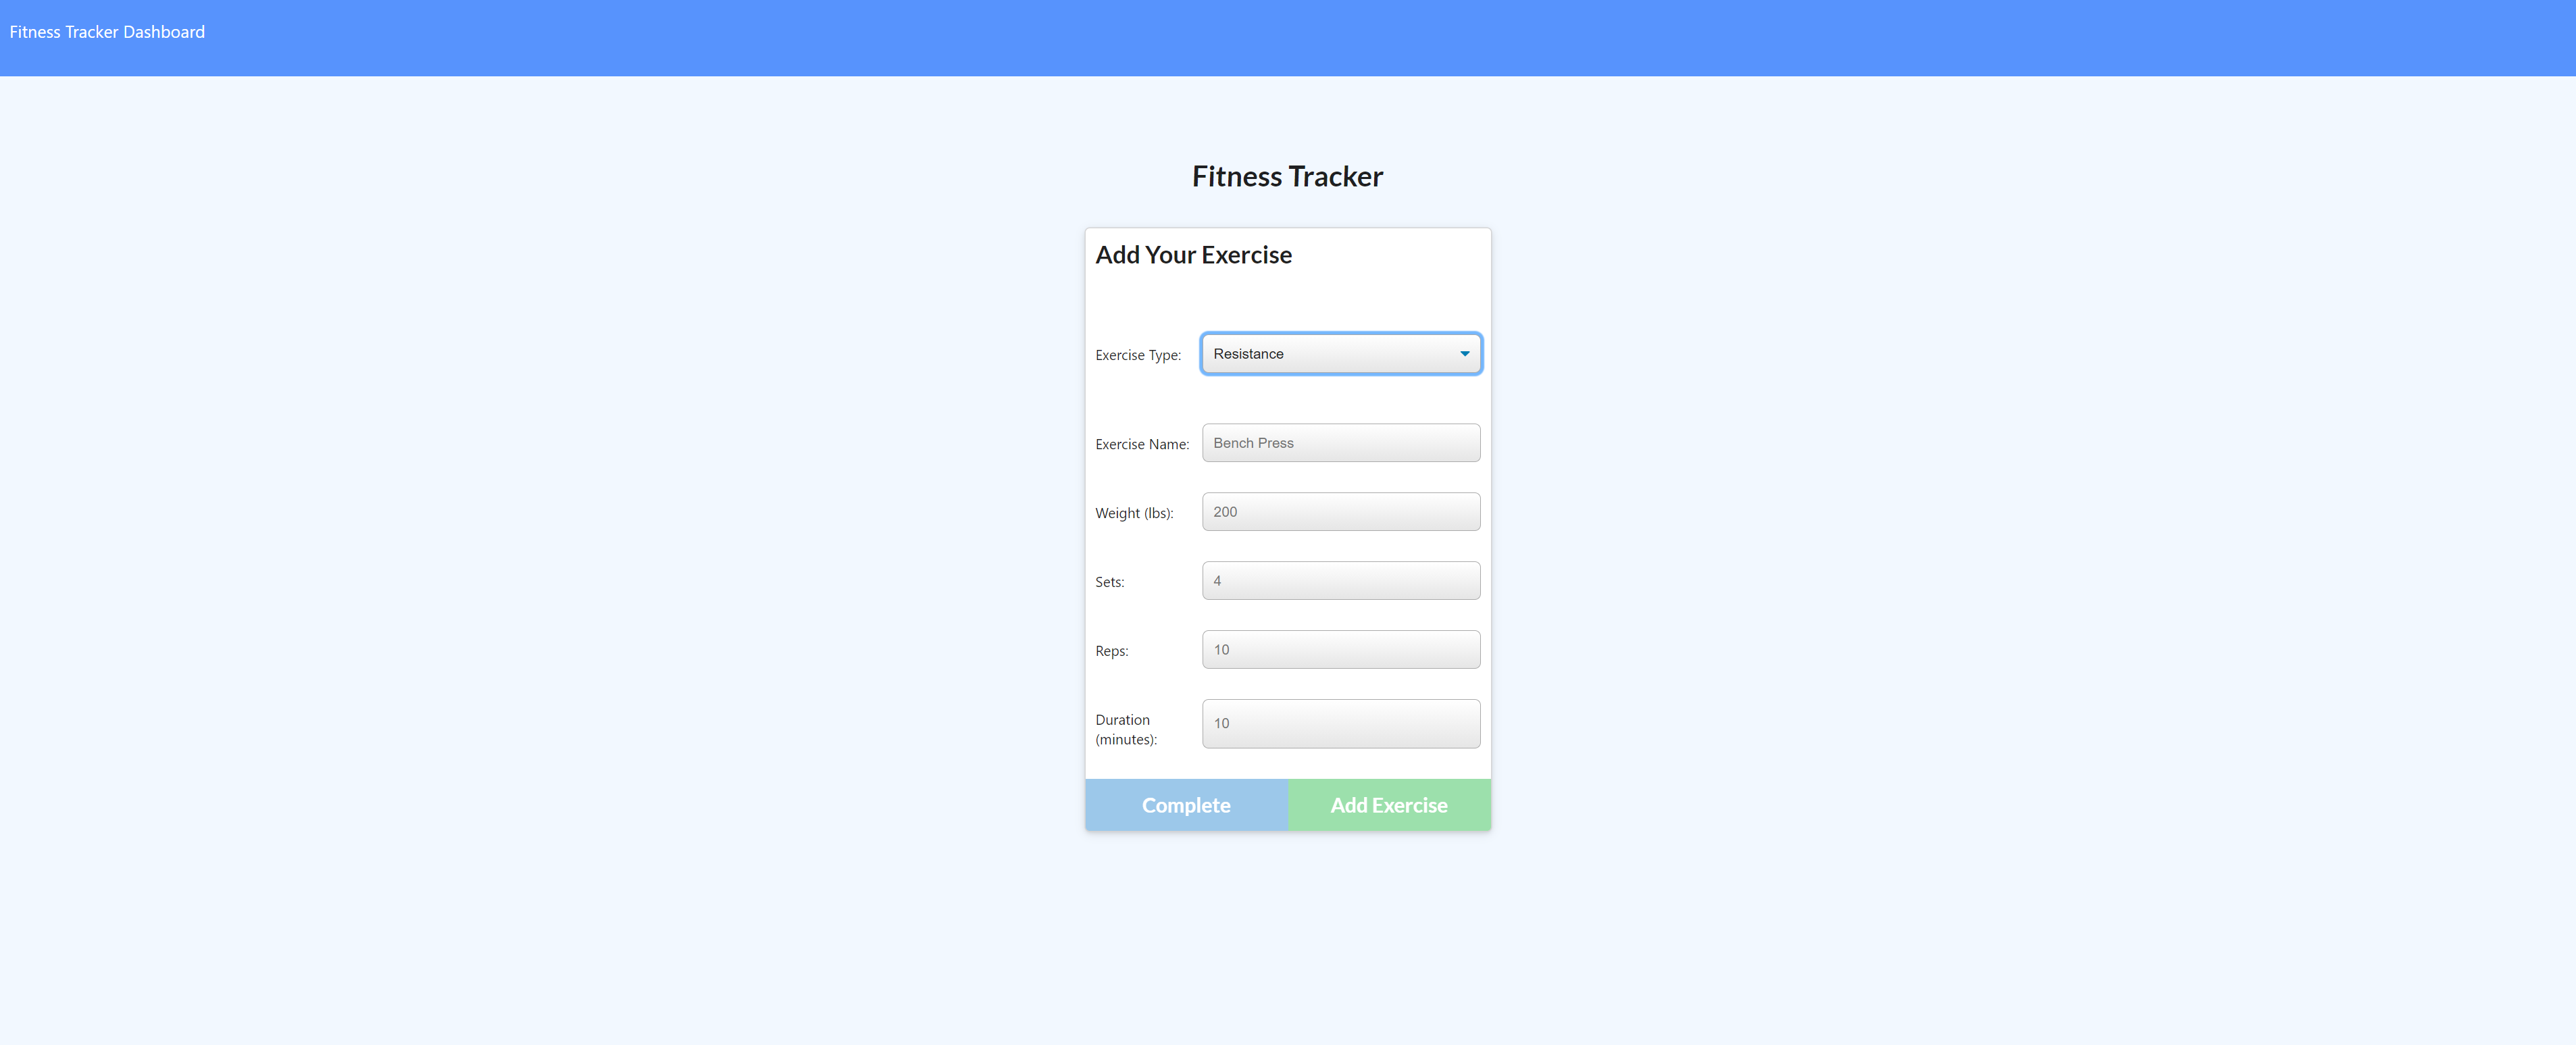 Fitness Tracker Dashboard
Fitness Tracker
Add Your Exercise
Exercise Type: Resistance
Exercise Name: Bench Press
Weight (lbs): 200
Sets: 4
Reps: 10
Duration (minutes): 10
Complete Add Exercise